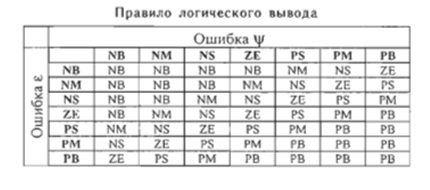 Правило логического вывода
Ошибка ψ
Ошибка ε
NB NM NS ZE PS PM PB
NB NB NB NB NB NM NS ZE
NM NB NB NB NM NS ZE PS
NS NB NB NM NS ZE PS PM
ZE NB NM NS ZE PS PM PB
PS NM NS ZE PS PM PB PB
PM NS ZE PS PM PB PB PB
PB ZE PS PM PB PB PB PB